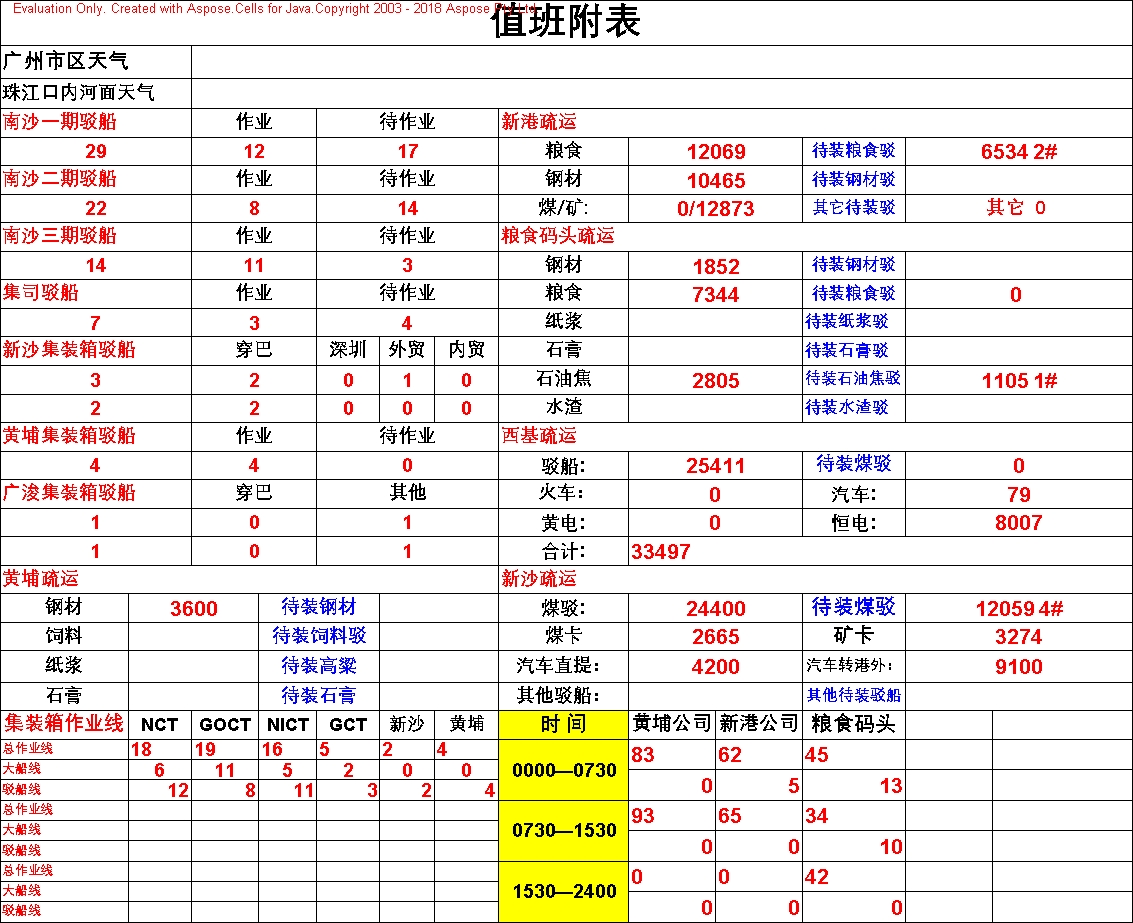 Evaluation Only. Created with Aspose.Cells for Java.Copyright 2003 - 2018 Aspose Pty Ltd.
值班附表
广州市区天气
珠江口内河面天气
南沙一期驳船 作业 待作业 新港疏运
29 12 17 粮食 12069 待装粮食驳 6534 2#
南沙二期驳船 作业 待作业 钢材 10465 待装钢材驳
22 8 14 煤/矿: 0/12873 其它待装驳 其它 0
南沙三期驳船 作业 待作业 粮食码头疏运
14 11 3 钢材 1852 待装钢材驳
集司驳船 作业 待作业 粮食 7344 待装粮食驳 0
7 3 4 纸浆 待装纸浆驳
新沙集装箱驳船 穿巴 深圳 外贸 内贸 石膏 待装石膏驳
3 2 0 1 0 石油焦 2805 待装石油焦驳 1105 1#
2 2 0 0 0 水渣 待装水渣驳
黄埔集装箱驳船 作业 待作业 西基疏运
4 4 0 驳船: 25411 待装煤驳 0
广浚集装箱驳船 穿巴 其他 火车: 0 汽车: 79
1 0 1 黄电: 0 恒电: 8007
1 0 1 合计: 33497
黄埔疏运 新沙疏运
钢材 3600 待装钢材 煤驳: 24400 待装煤驳 12059 4#
饲料 待装饲料驳 煤卡 2665 矿卡 3274
纸浆 待装高粱 汽车直提: 4200 汽车转港外: 9100
石膏 待装石膏 其他驳船: 其他待装驳船
集装箱作业线 NCT GOCT NICT GCT 新沙 黄埔 时 间 黄埔公司 新港公司 粮食码头
总作业线 18 19 16 5 2 4 0000—0730 83 62 45
大船线 6 11 5 2 0 0
驳船线 12 8 11 3 2 4 0 5 13
总作业线 0730—1530 93 65 34
大船线
驳船线 0 0 10
总作业线 1530—2400 0 0 42
大船线
驳船线 0 0 0